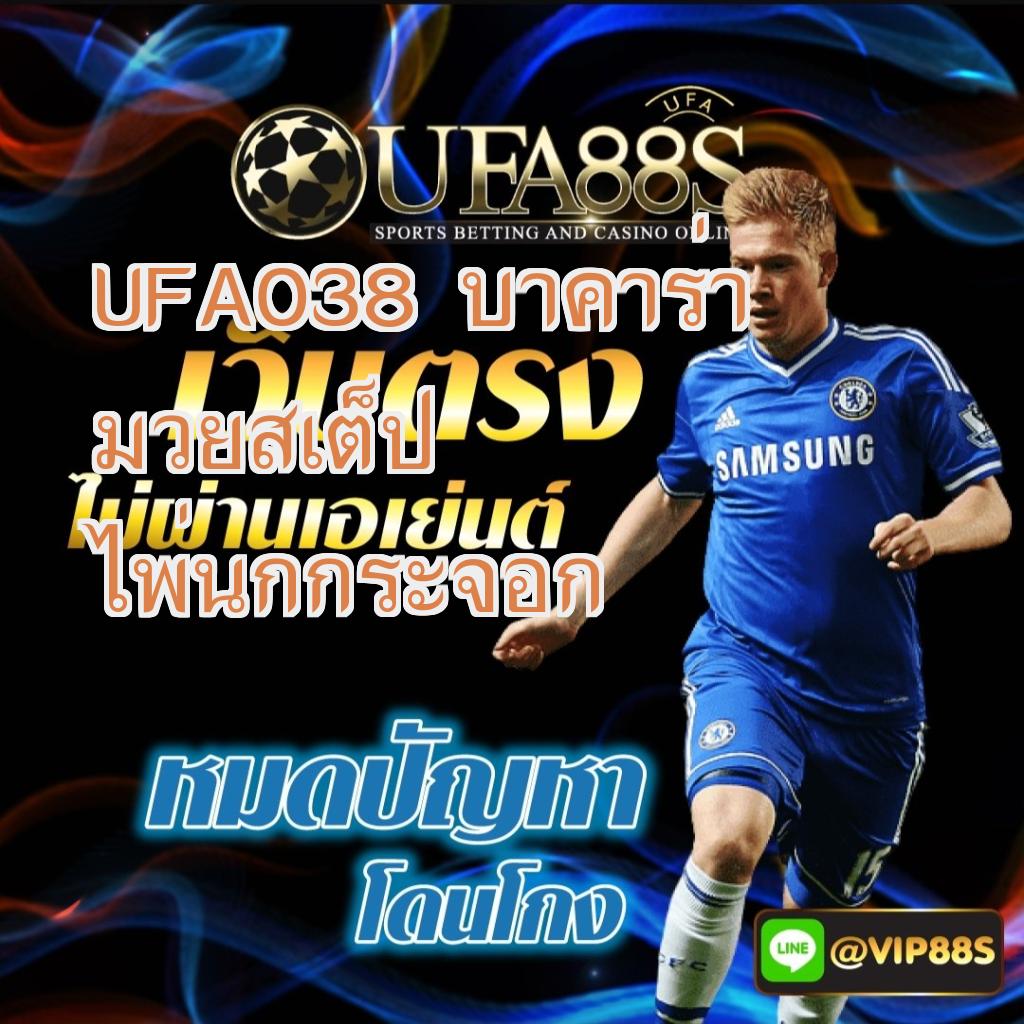 UFA
UFA88S
SPORTS BETTING AND CASINO
UFA038 บาคาร่า
เว็บตรง
มวยสเต็ป
ไม่ผ่านเอเย่นต์
ไพ่นกกระจอก
SAMSUNG
adidas
หมดปัญหา
โดนโกง
15
CFC
LINE
@VIP88S